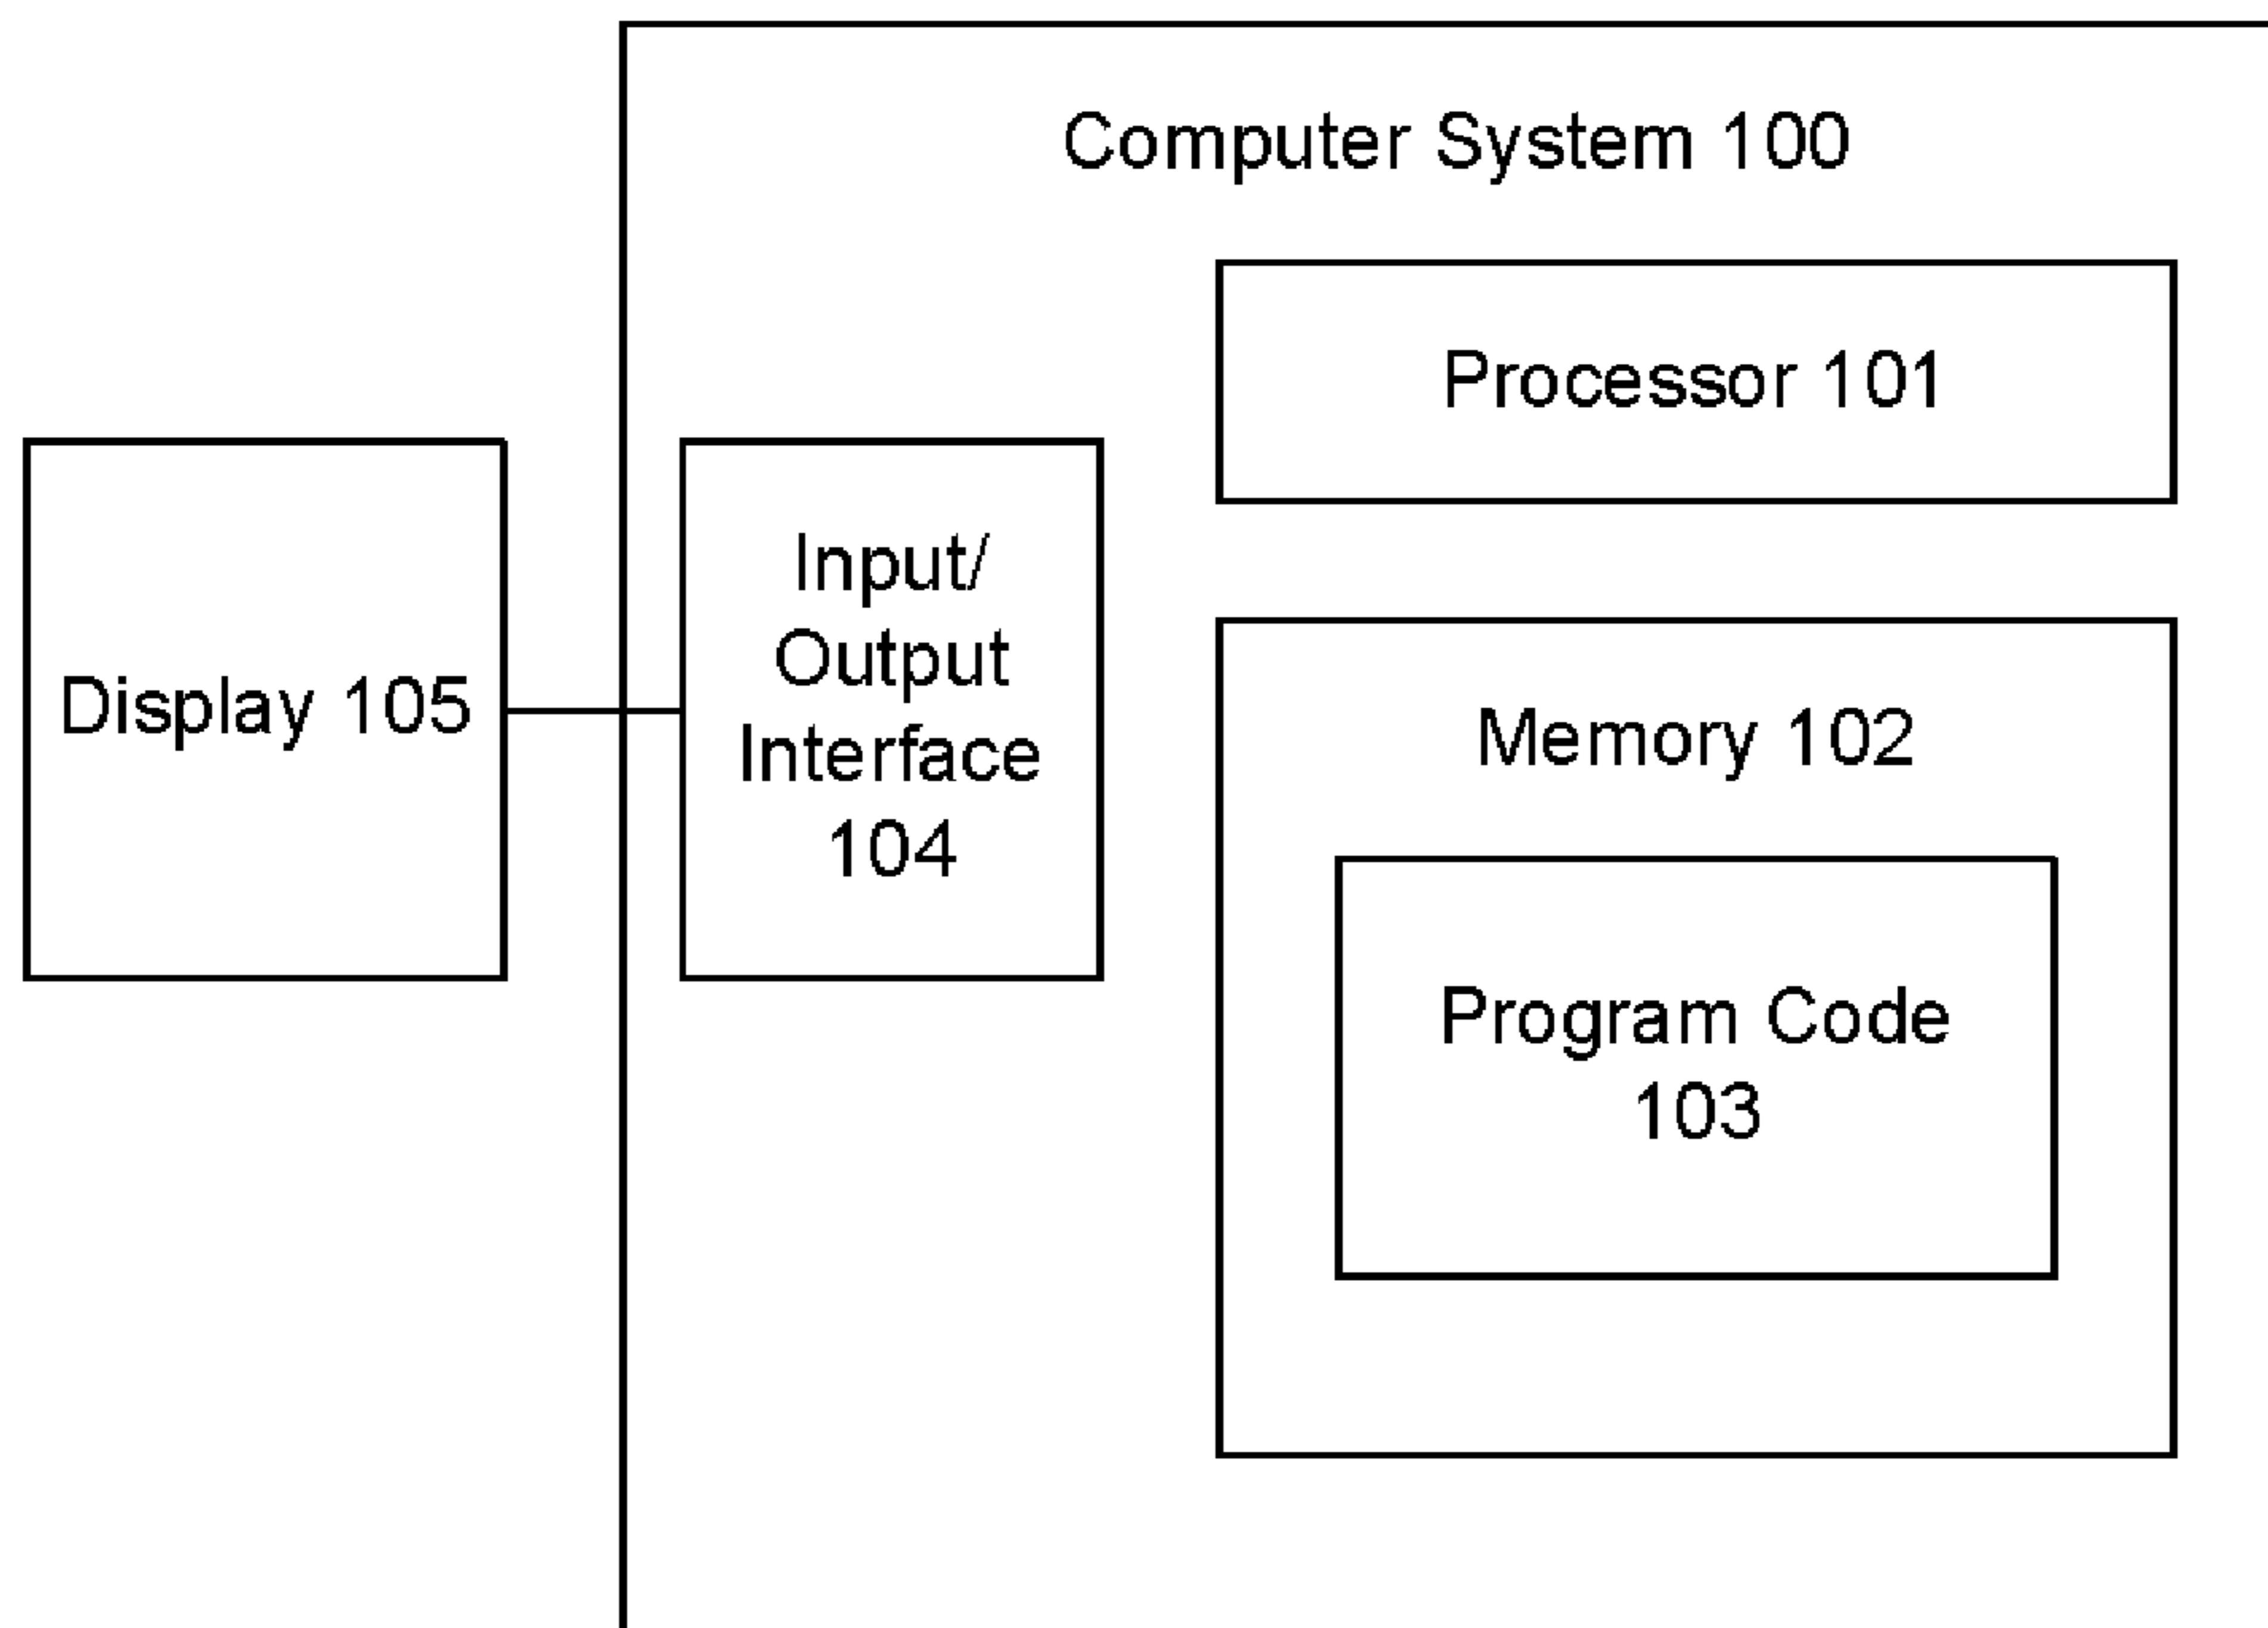 Computer System 100
Processor 101
Display 105
Input/
Output
Interface
104
Memory 102
Program Code
103